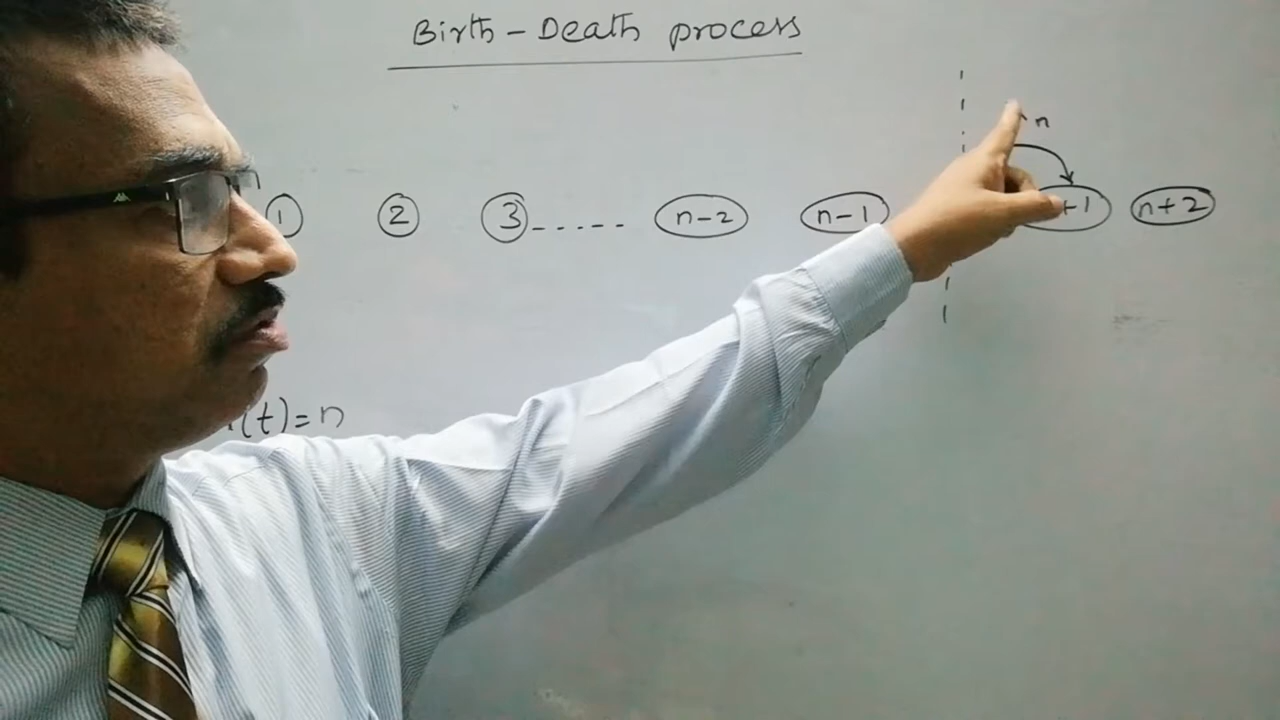 Birth-Death process
n
1 2 3 ----- n-2 n-1 +1 n+2
(t)=n